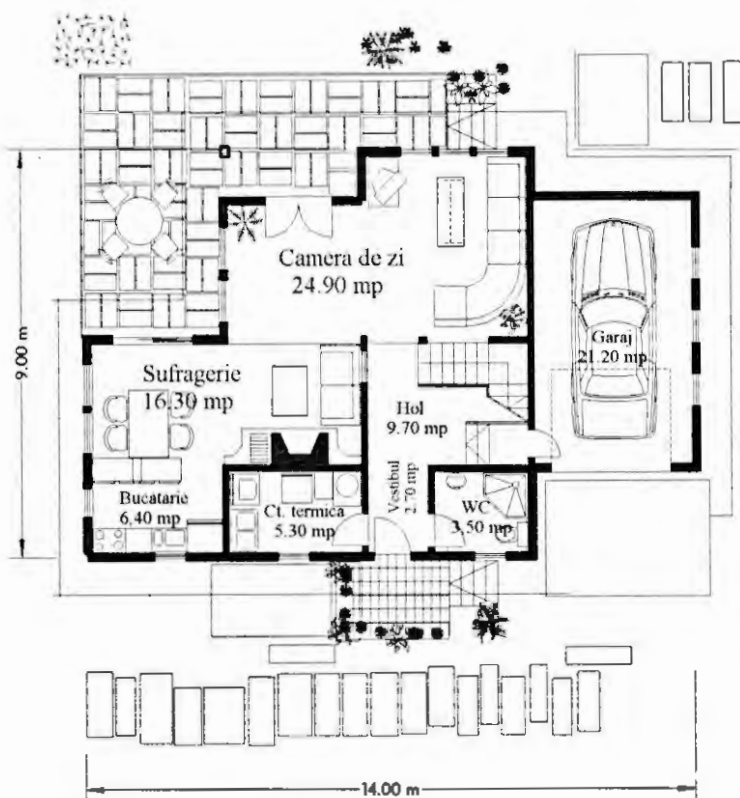 Camera de zi
24.90 mp
9.00 m
Garaj
21.20 mp
Sufragerie
16.30 mp
Hol
9.70 mp
Vestibul
2.70 mp
Bucatarie
6.40 mp
Ct. termica
5.30 mp
WC
3.50 mp
14.00 m